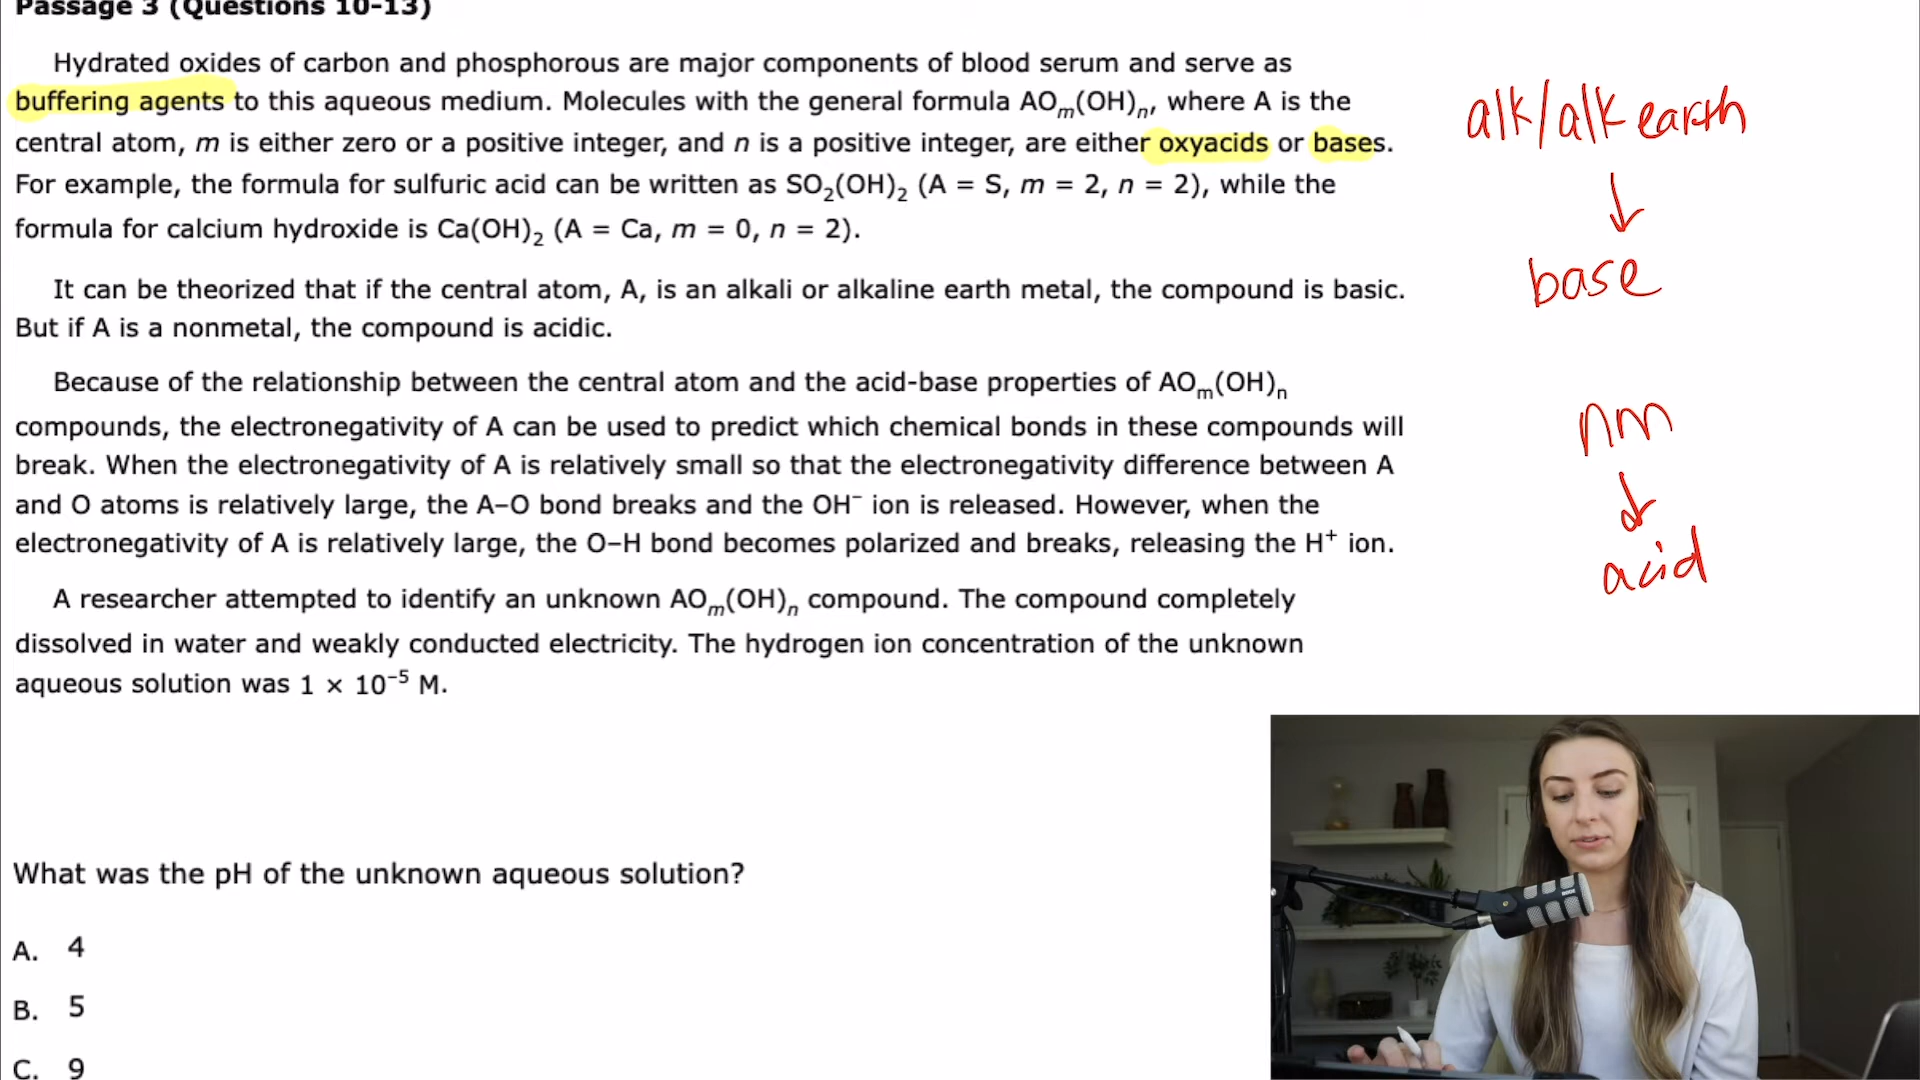 Passage 3 (Questions 10-13)
Hydrated oxides of carbon and phosphorous are major components of blood serum and serve as
buffering agents to this aqueous medium. Molecules with the general formula AOₘ(OH)ₙ, where A is the
central atom, m is either zero or a positive integer, and n is a positive integer, are either oxyacids or bases.
For example, the formula for sulfuric acid can be written as SO₂(OH)₂ (A = S, m = 2, n = 2), while the
formula for calcium hydroxide is Ca(OH)₂ (A = Ca, m = 0, n = 2).
It can be theorized that if the central atom, A, is an alkali or alkaline earth metal, the compound is basic.
But if A is a nonmetal, the compound is acidic.
Because of the relationship between the central atom and the acid-base properties of AOₘ(OH)ₙ
compounds, the electronegativity of A can be used to predict which chemical bonds in these compounds will
break. When the electronegativity of A is relatively small so that the electronegativity difference between A
and O atoms is relatively large, the A–O bond breaks and the OH⁻ ion is released. However, when the
electronegativity of A is relatively large, the O–H bond becomes polarized and breaks, releasing the H⁺ ion.
A researcher attempted to identify an unknown AOₘ(OH)ₙ compound. The compound completely
dissolved in water and weakly conducted electricity. The hydrogen ion concentration of the unknown
aqueous solution was 1 × 10⁻⁵ M.
What was the pH of the unknown aqueous solution?
A. 4
B. 5
C. 9
alk/alk earth
↓
base
nm
↓
acid